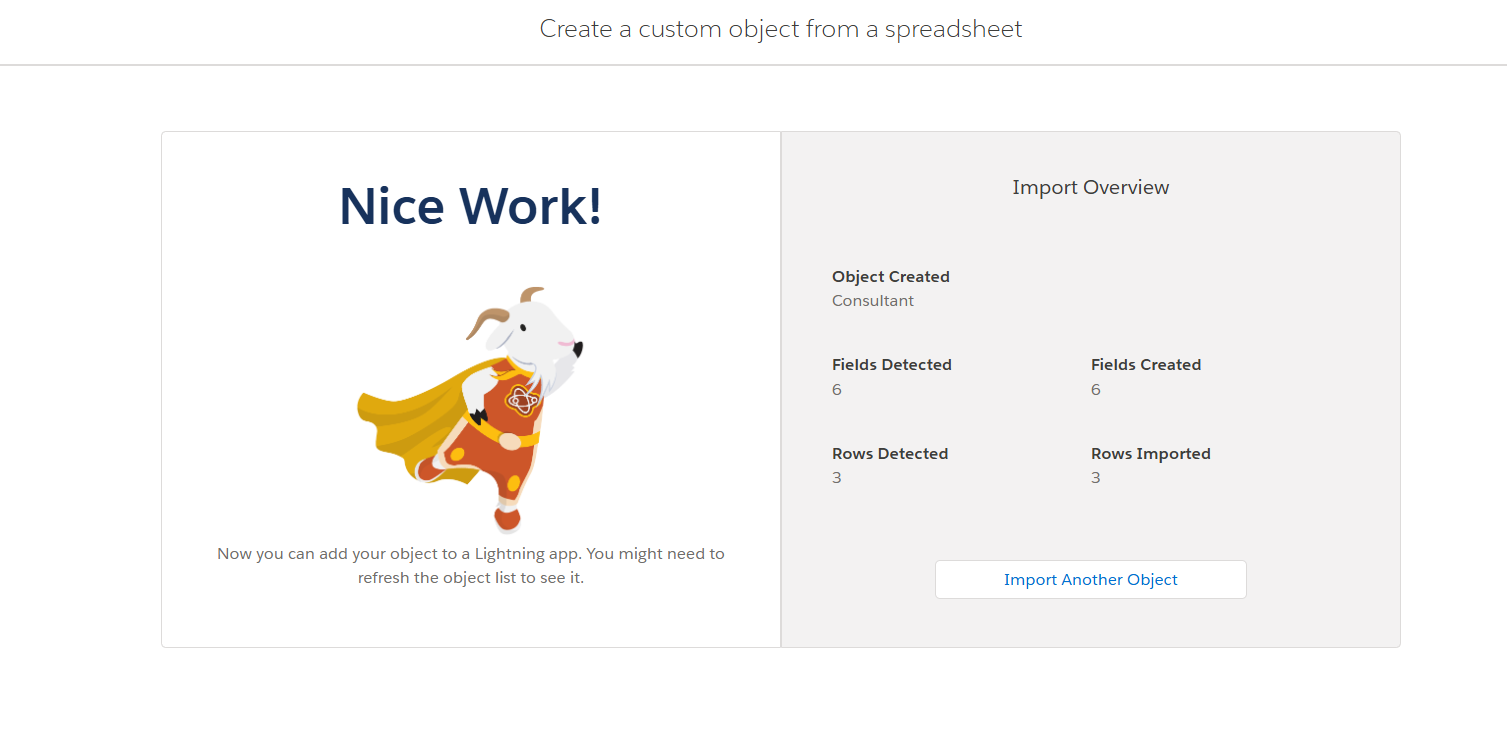 Create a custom object from a spreadsheet
Nice Work!
Now you can add your object to a Lightning app. You might need to
refresh the object list to see it.
Import Overview
Object Created
Consultant
Fields Detected
6
Fields Created
6
Rows Detected
3
Rows Imported
3
Import Another Object